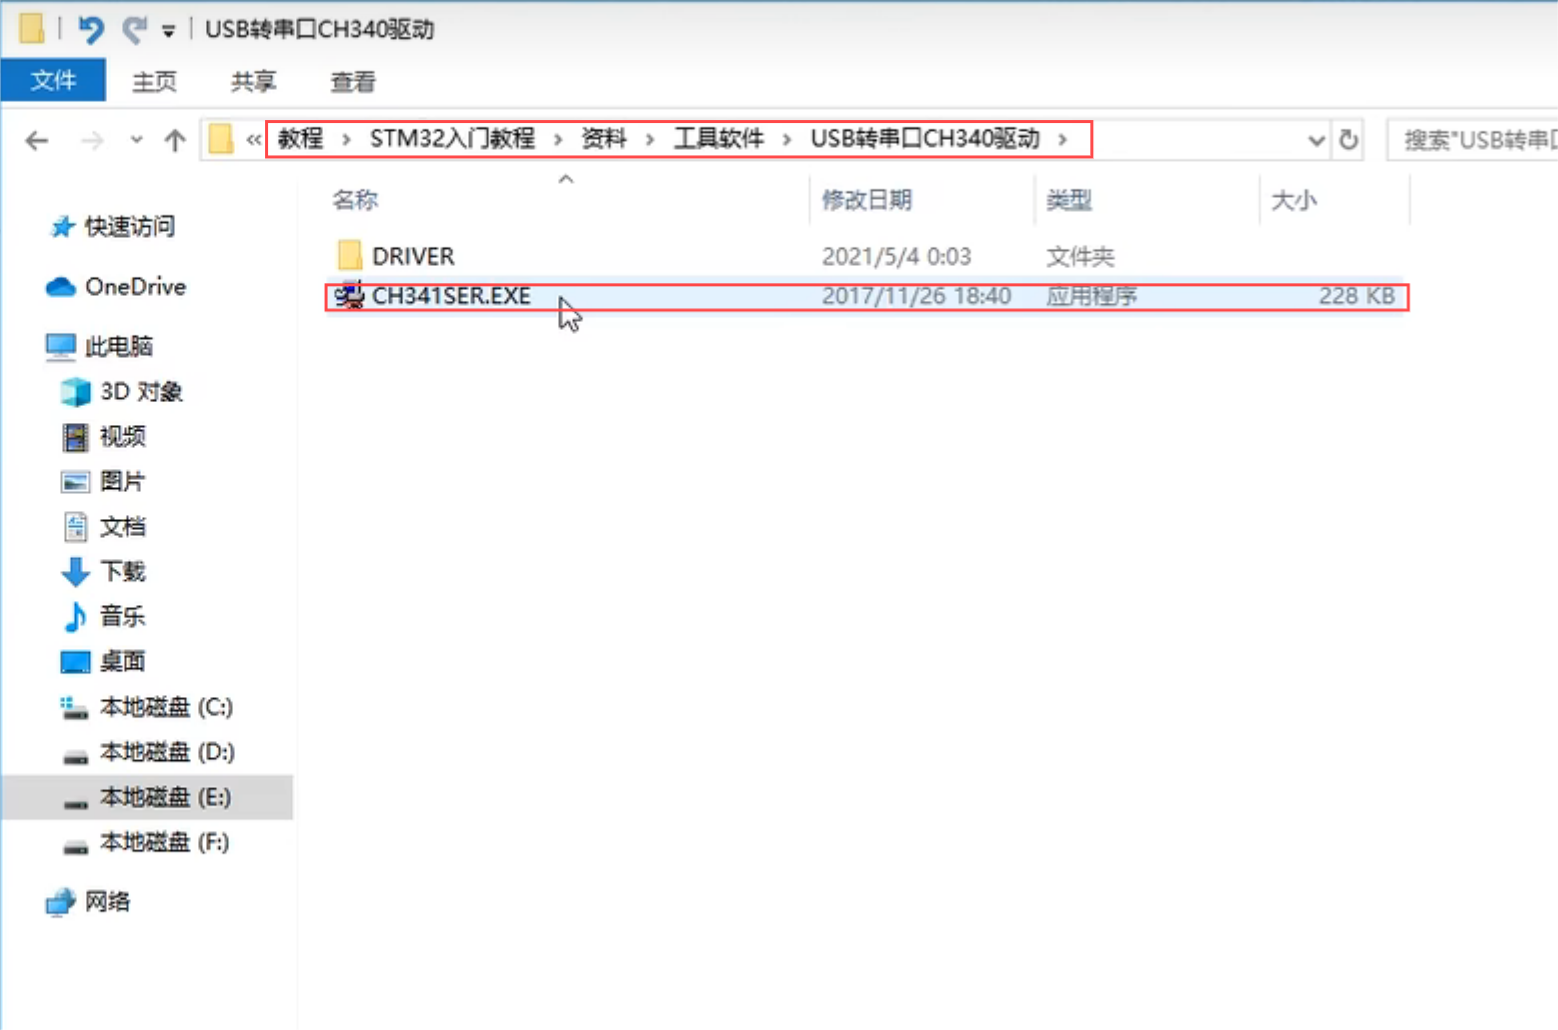 USB转串口CH340驱动
文件 主页 共享 查看
« 教程 › STM32入门教程 › 资料 › 工具软件 › USB转串口CH340驱动 ›
搜索"USB转串口
名称 修改日期 类型 大小
DRIVER 2021/5/4 0:03 文件夹
CH341SER.EXE 2017/11/26 18:40 应用程序 228 KB
快速访问
OneDrive
此电脑
3D 对象
视频
图片
文档
下载
音乐
桌面
本地磁盘 (C:)
本地磁盘 (D:)
本地磁盘 (E:)
本地磁盘 (F:)
网络